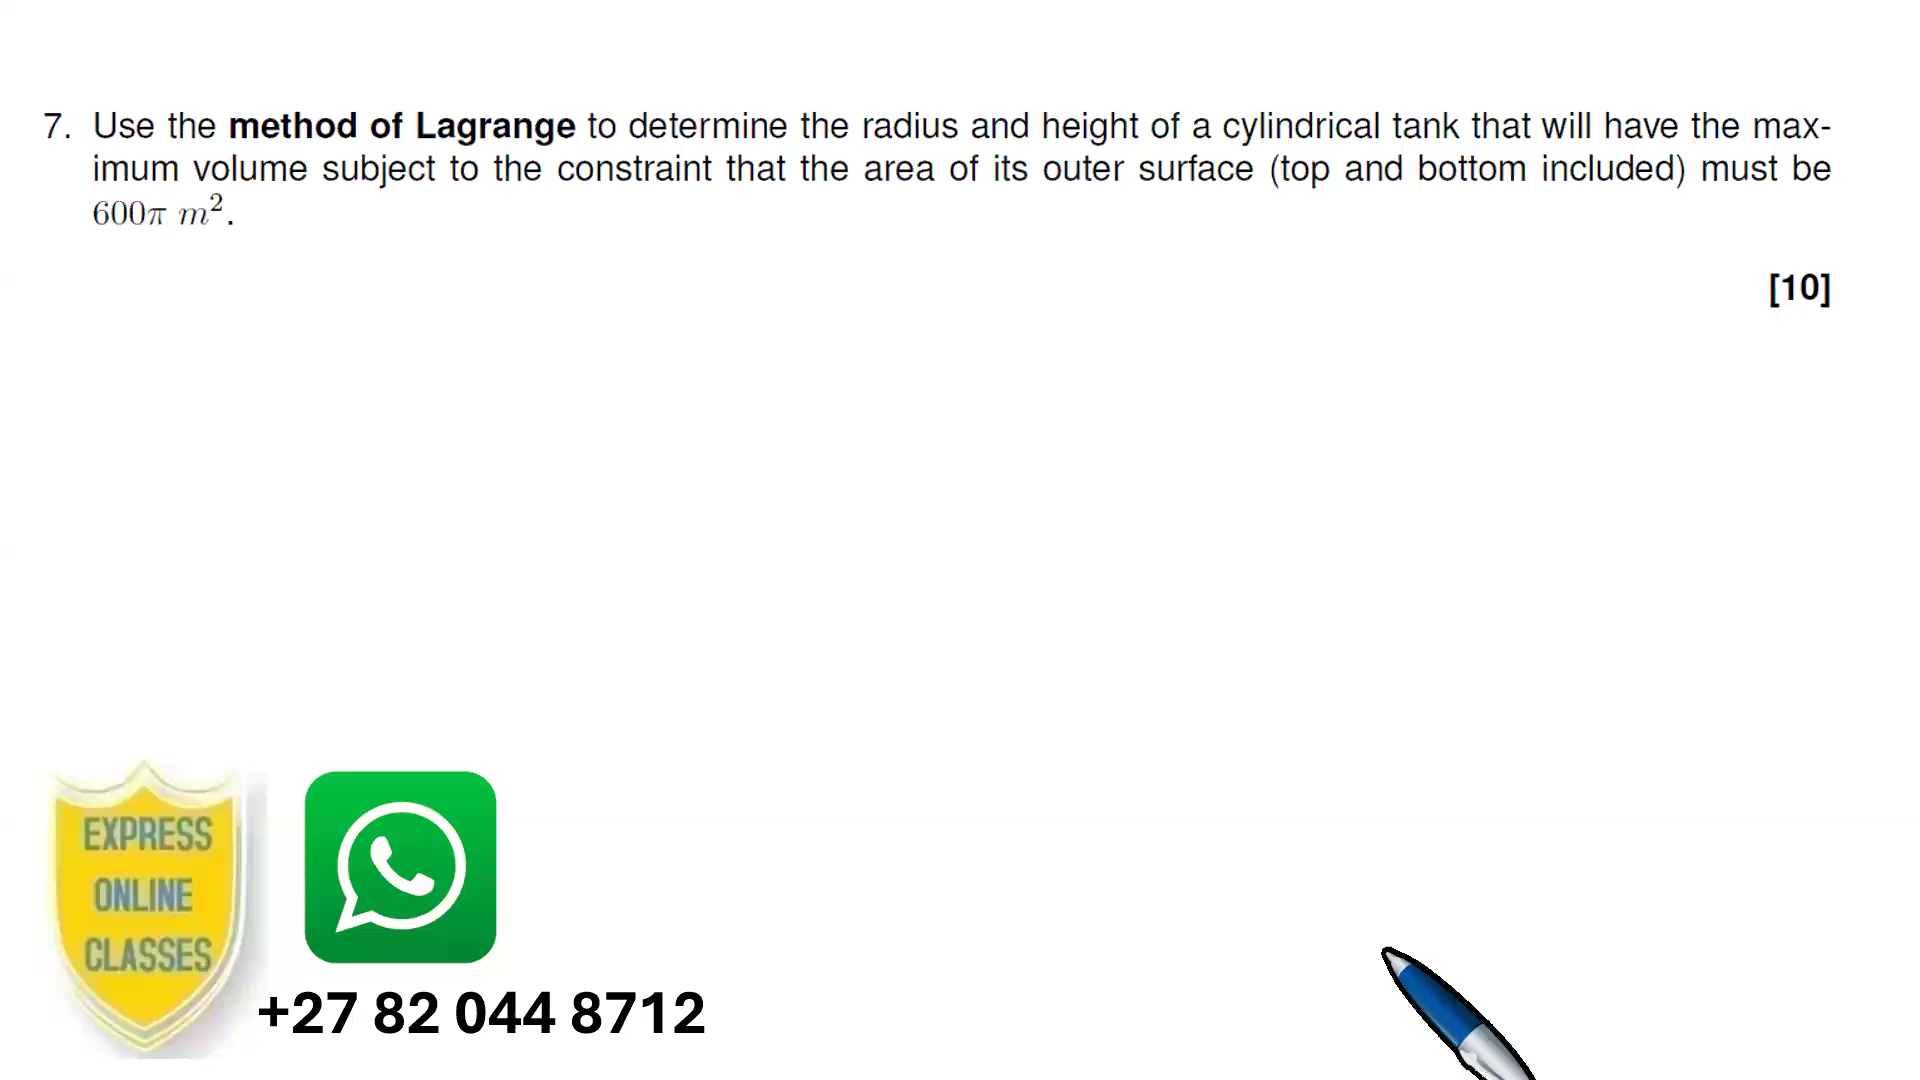 7. Use the method of Lagrange to determine the radius and height of a cylindrical tank that will have the max-
imum volume subject to the constraint that the area of its outer surface (top and bottom included) must be
600π m².
[10]
EXPRESS
ONLINE
CLASSES
+27 82 044 8712